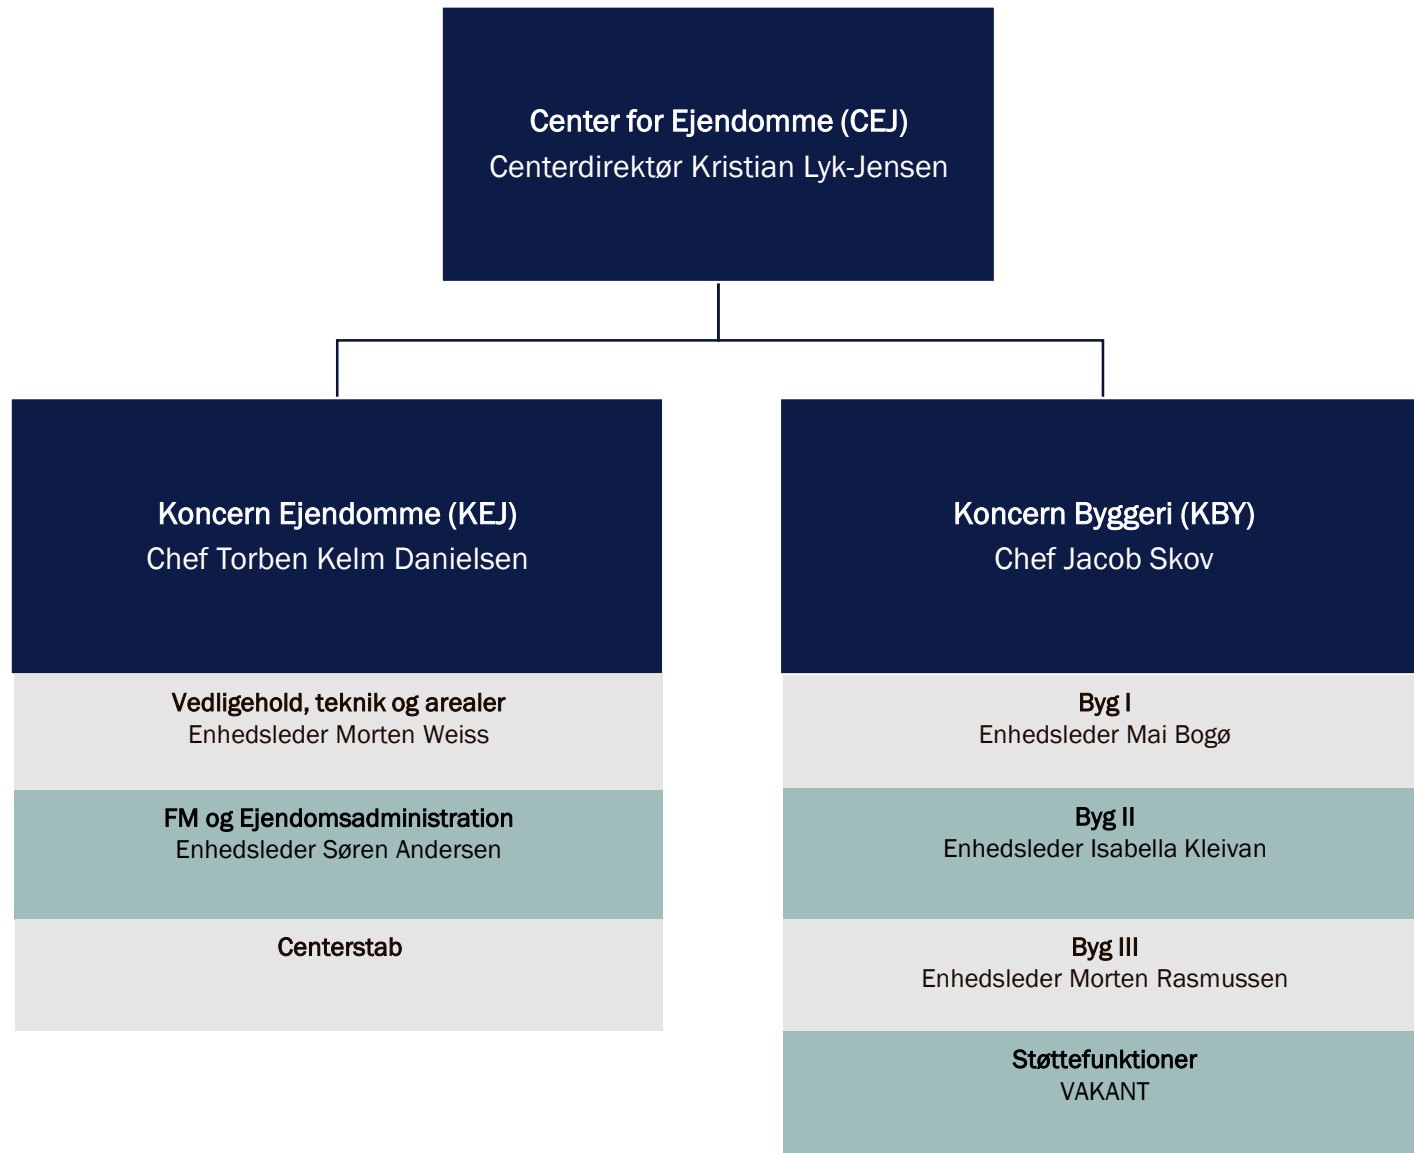 Center for Ejendomme (CEJ)
Centerdirektør Kristian Lyk-Jensen
Koncern Ejendomme (KEJ)
Chef Torben Kelm Danielsen
Vedligehold, teknik og arealer
Enhedsleder Morten Weiss
FM og Ejendomsadministration
Enhedsleder Søren Andersen
Centerstab
Koncern Byggeri (KBY)
Chef Jacob Skov
Byg I
Enhedsleder Mai Bogø
Byg II
Enhedsleder Isabella Kleivan
Byg III
Enhedsleder Morten Rasmussen
Støttefunktioner
VAKANT